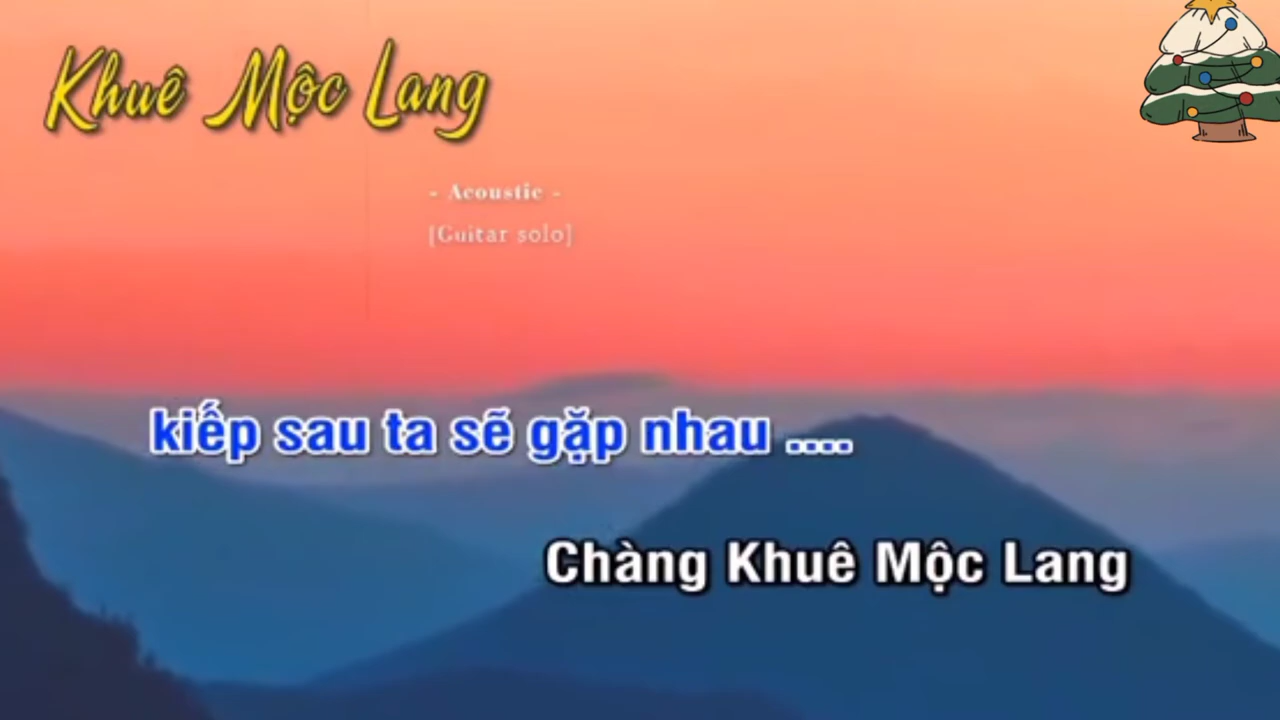 Khuê Mộc Lang
- Acoustic -
[Guitar solo]
kiếp sau ta sẽ gặp nhau ....
Chàng Khuê Mộc Lang